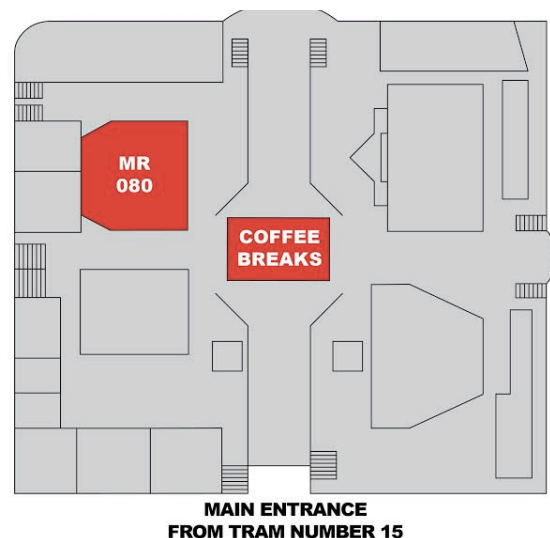 MR
080
COFFEE
BREAKS
MAIN ENTRANCE
FROM TRAM NUMBER 15